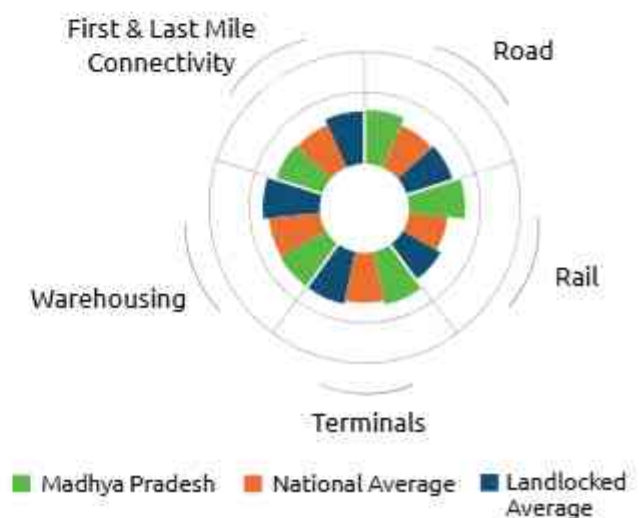 First & Last Mile
Connectivity
Road
Rail
Terminals
Warehousing
Madhya Pradesh
National Average
Landlocked
Average